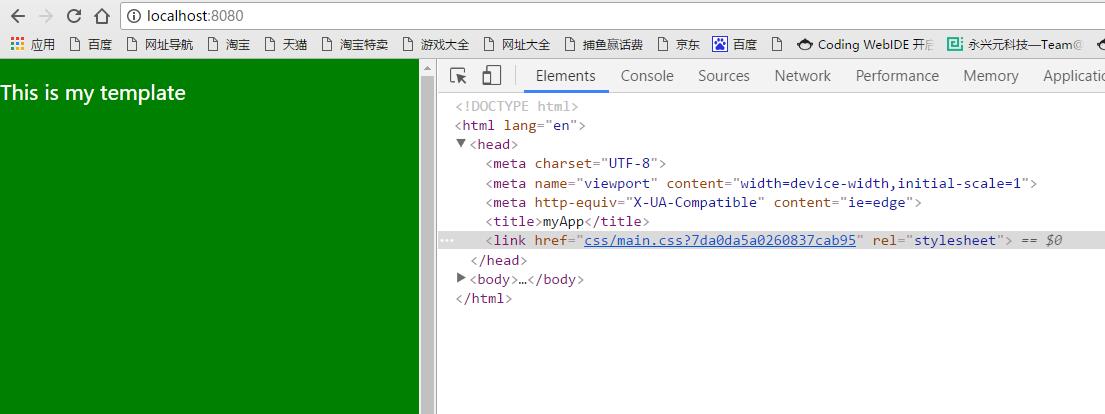 localhost:8080
应用 百度 网址导航 淘宝 天猫 淘宝特卖 游戏大全 网址大全 捕鱼赢话费 京东 百度 Coding WebIDE 开启 永兴元科技—Team@
Elements Console Sources Network Performance Memory Applicatio
This is my template
<!DOCTYPE html>
<html lang="en">
<head>
<meta charset="UTF-8">
<meta name="viewport" content="width=device-width,initial-scale=1">
<meta http-equiv="X-UA-Compatible" content="ie=edge">
<title>myApp</title>
<link href="css/main.css?7da0da5a0260837cab95" rel="stylesheet"> == $0
</head>
<body>…</body>
</html>